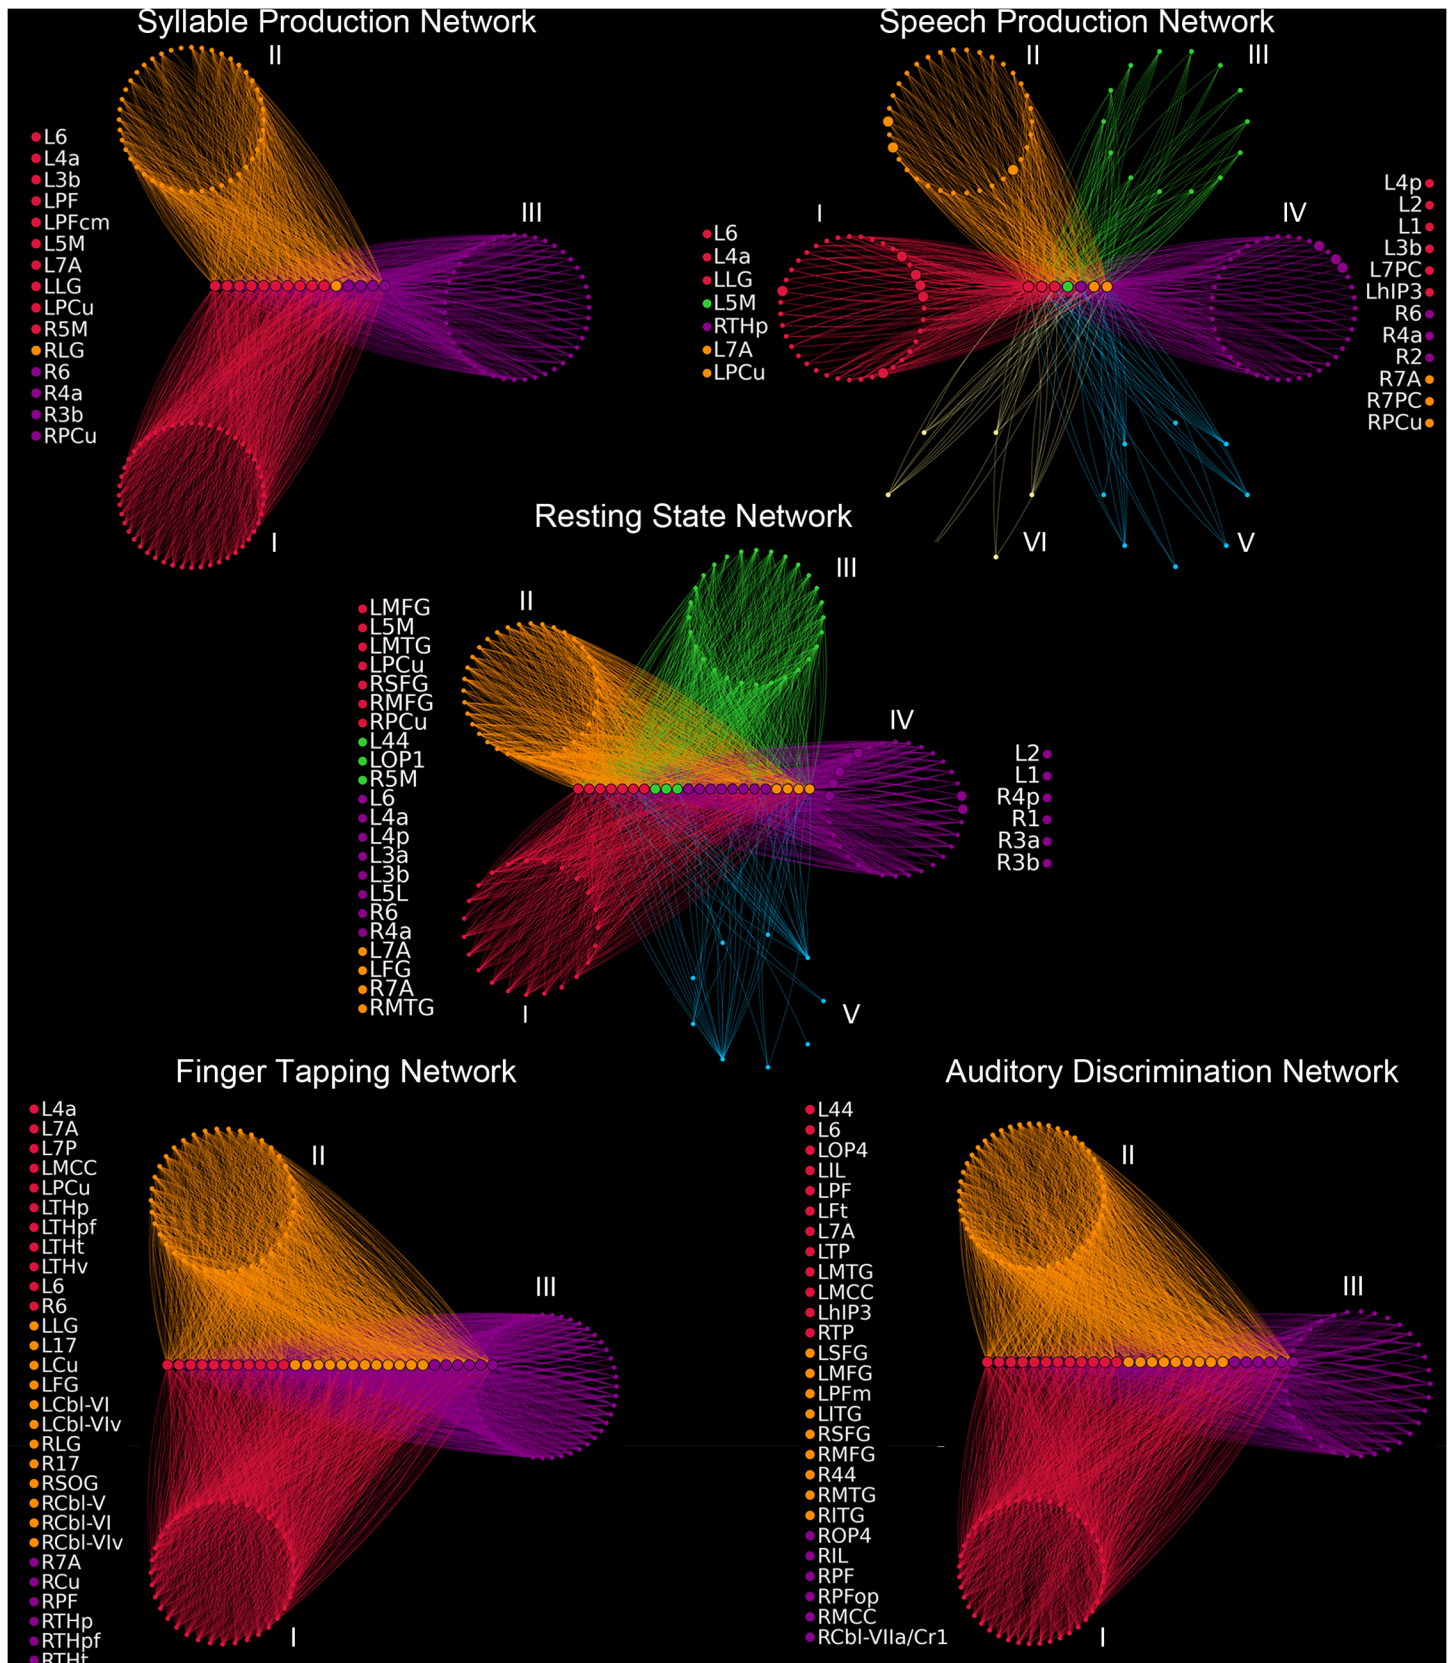 Syllable Production Network
II
L6
L4a
L3b
LPF
LPFcm
L5M
L7A
LLG
LPCu
R5M
RLG
R6
R4a
R3b
RPCu
III
I
Speech Production Network
II
III
I
IV
L6
L4a
LLG
L5M
RTHp
L7A
LPCu
L4p
L2
L1
L3b
L7PC
LhIP3
R6
R4a
R2
R7A
R7PC
RPCu
VI
V
Resting State Network
III
II
IV
LMFG
L5M
LMTG
LPCu
RSFG
RMFG
RPCu
L44
LOP1
R5M
L6
L4a
L4p
L3a
L3b
L5L
R6
R4a
L7A
LFG
R7A
RMTG
L2
L1
R4p
R1
R3a
R3b
I
V
Finger Tapping Network
L4a
L7A
L7P
LMCC
LPCu
LTHp
LTHpf
LTHt
LTHv
L6
R6
LLG
L17
LCu
LFG
LCbl-VI
LCbl-VIv
RLG
R17
RSOG
RCbl-V
RCbl-VI
RCbl-VIv
R7A
RCu
RPF
RTHp
RTHpf
RTHt
II
III
I
Auditory Discrimination Network
L44
L6
LOP4
LIL
LPF
LFt
L7A
LTP
LMTG
LMCC
LhIP3
RTP
LSFG
LMFG
LPFm
LITG
RSFG
RMFG
R44
RMTG
RITG
ROP4
RIL
RPF
RPFop
RMCC
RCbl-VIIa/Cr1
II
III
I